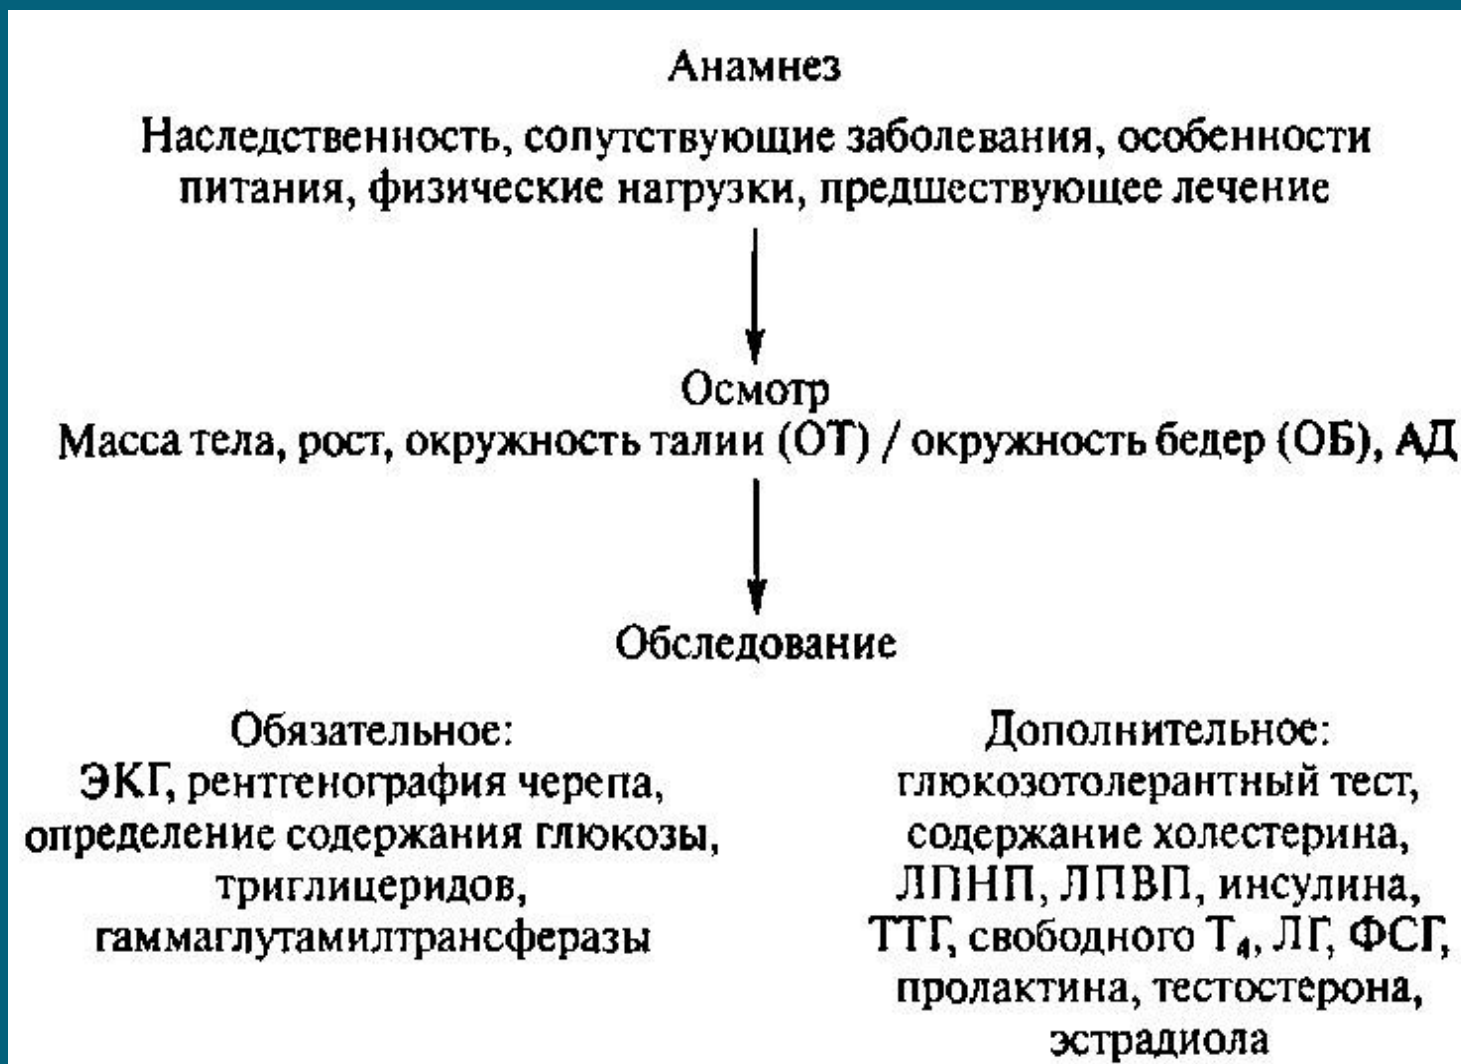 Анамнез
Наследственность, сопутствующие заболевания, особенности
питания, физические нагрузки, предшествующее лечение
Осмотр
Масса тела, рост, окружность талии (ОТ) / окружность бедер (ОБ), АД
Обследование
Обязательное:
ЭКГ, рентгенография черепа,
определение содержания глюкозы,
триглицеридов,
гаммаглутамилтрансферазы
Дополнительное:
глюкозотолерантный тест,
содержание холестерина,
ЛПНП, ЛПВП, инсулина,
ТТГ, свободного Т₄, ЛГ, ФСГ,
пролактина, тестостерона,
эстрадиола